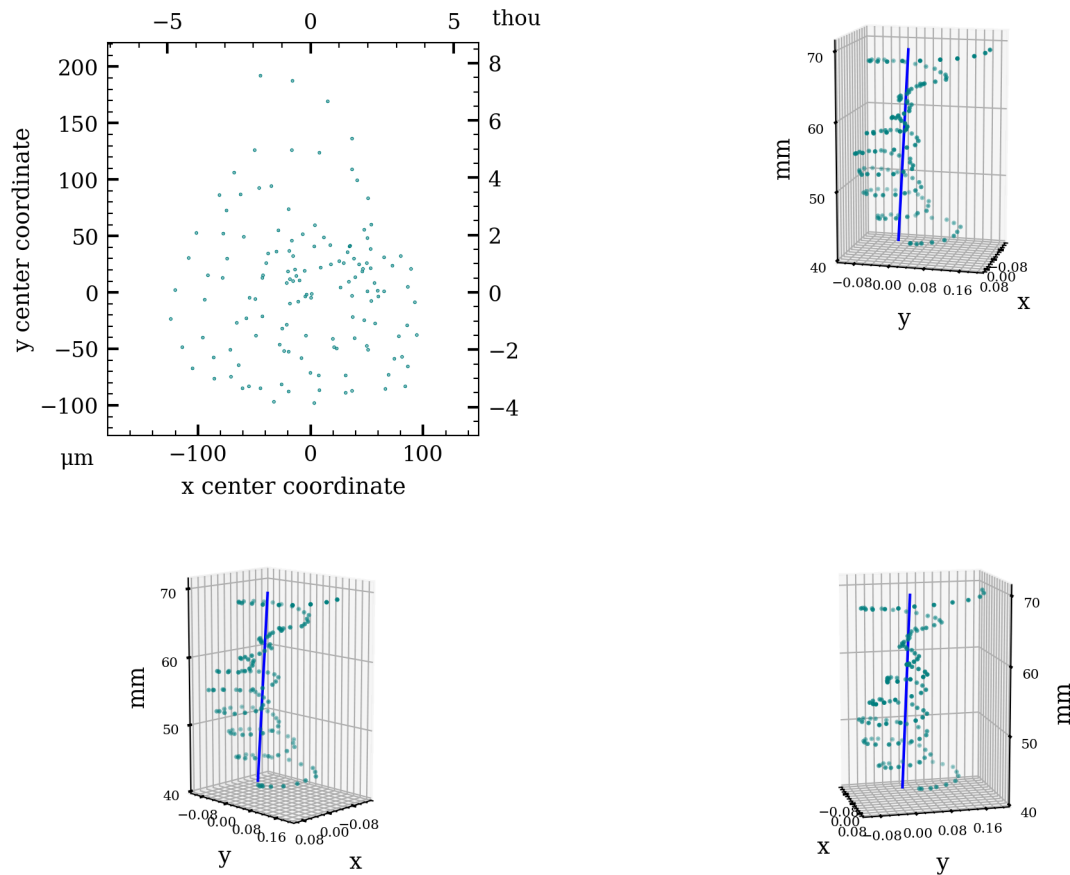 −5 0 5 thou
200 8
150 6
100 4
50 2
0 0
−50 −2
−100 −4
y center coordinate
μm −100 0 100
x center coordinate
70
60
50
40
mm
−0.08 0.00 0.08 0.16
y
−0.08 0.00 0.08
x
70
60
50
40
mm
−0.08 0.00 0.08 0.16
y
0.08 0.00 −0.08
x
70
60
50
40
mm
−0.08 0.00 0.08
x
−0.08 0.00 0.08 0.16
y